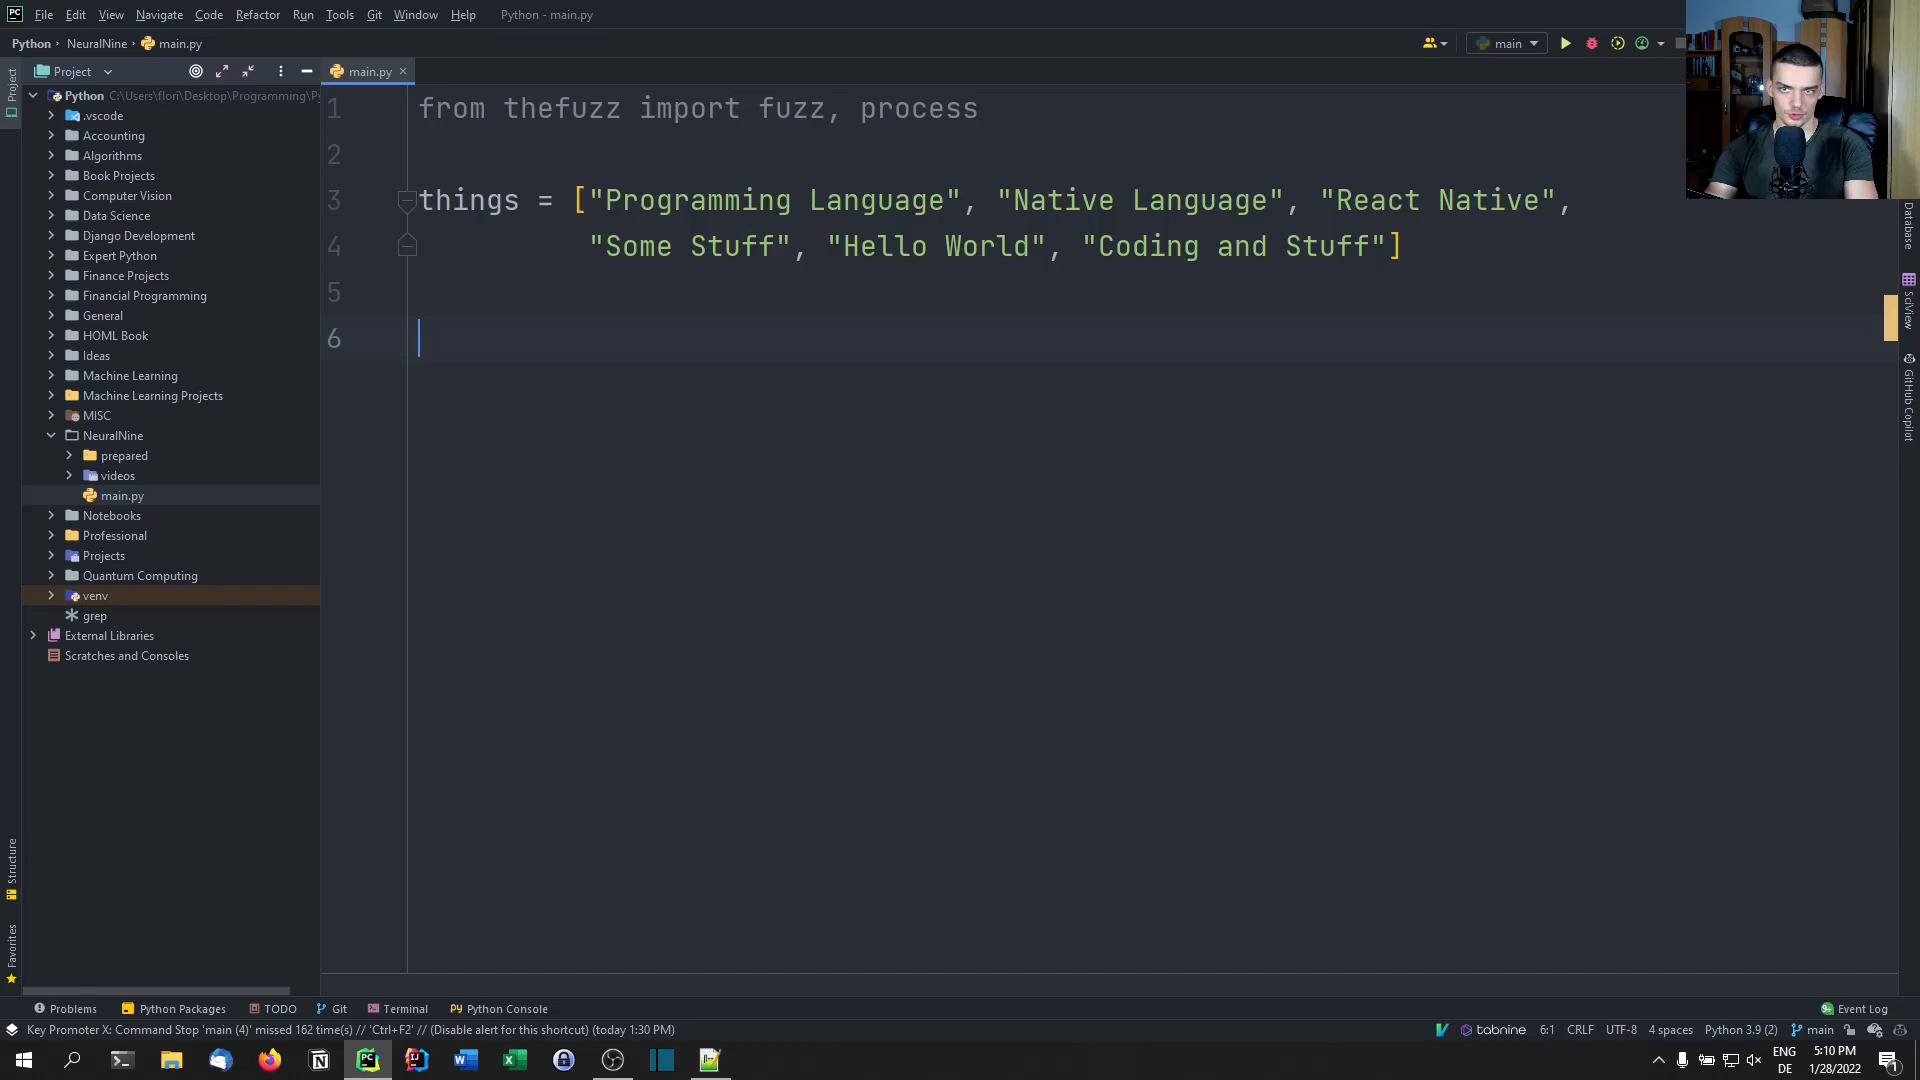 File Edit View Navigate Code Refactor Run Tools Git Window Help Python - main.py
Python › NeuralNine › main.py
main
Project
main.py
Project
Python C:\Users\flori\Desktop\Programming\Py
.vscode
Accounting
Algorithms
Book Projects
Computer Vision
Data Science
Django Development
Expert Python
Finance Projects
Financial Programming
General
HOML Book
Ideas
Machine Learning
Machine Learning Projects
MISC
NeuralNine
prepared
videos
main.py
Notebooks
Professional
Projects
Quantum Computing
venv
grep
External Libraries
Scratches and Consoles
Structure
Favorites
1 from thefuzz import fuzz, process
2
3 things = ["Programming Language", "Native Language", "React Native",
4 "Some Stuff", "Hello World", "Coding and Stuff"]
5
6
Database
SciView
GitHub Copilot
Problems Python Packages TODO Git Terminal Python Console Event Log
Key Promoter X: Command Stop 'main (4)' missed 162 time(s) // 'Ctrl+F2' // (Disable alert for this shortcut) (today 1:30 PM) tabnine 6:1 CRLF UTF-8 4 spaces Python 3.9 (2) main
ENG 5:10 PM
DE 1/28/2022